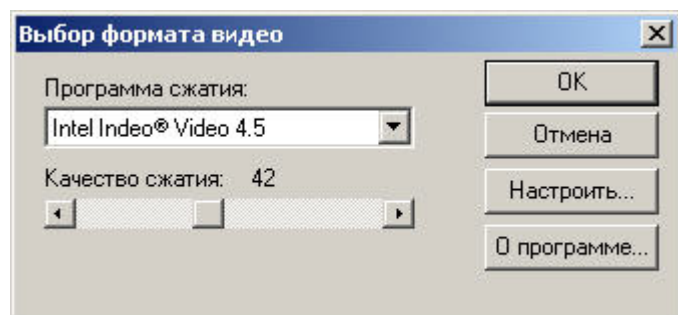 Выбор формата видео
Программа сжатия:
Intel Indeo® Video 4.5
Качество сжатия: 42
OK
Отмена
Настроить...
О программе...